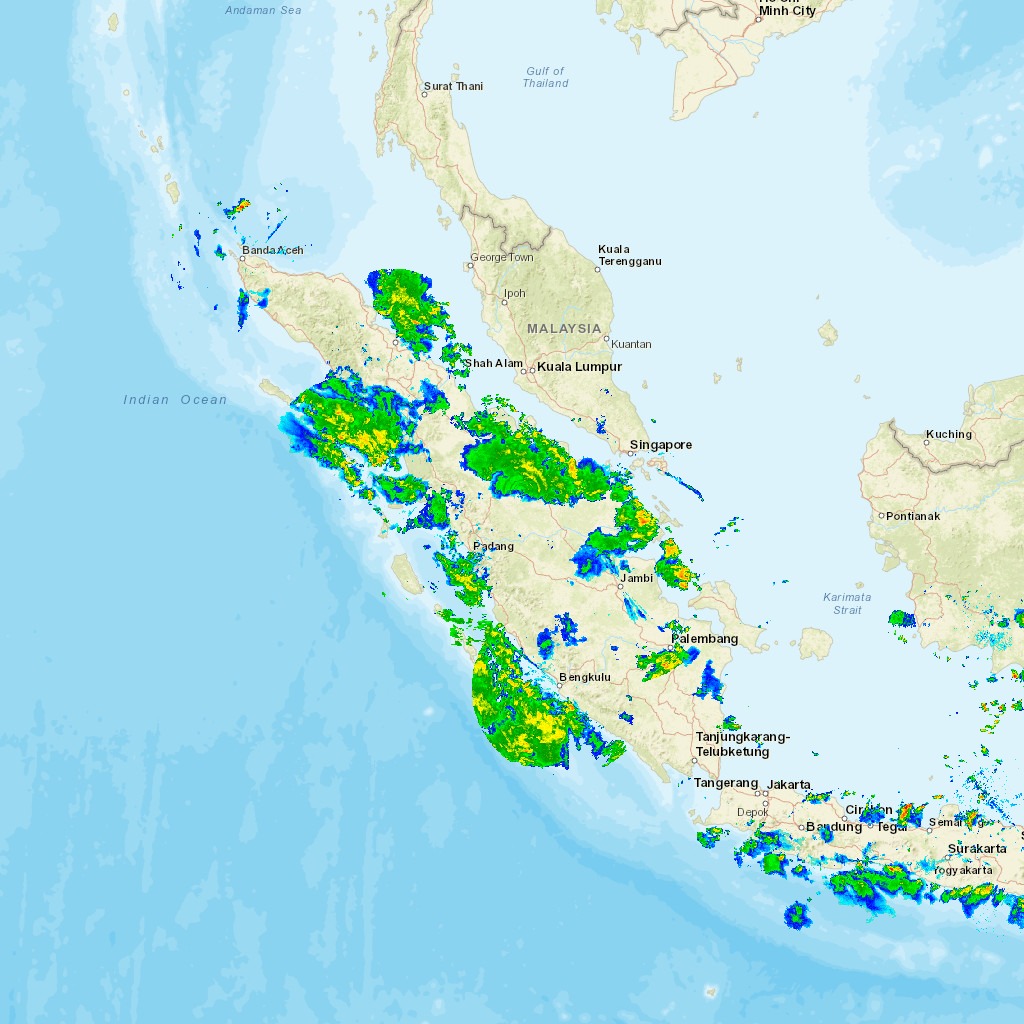 Andaman Sea
Minh City
Gulf of
Thailand
Surat Thani
Banda Aceh
George Town
Kuala
Terengganu
Ipoh
MALAYSIA
Kuantan
Shah Alam
Kuala Lumpur
Indian Ocean
Singapore
Kuching
Pontianak
Padang
Jambi
Karimata
Strait
Palembang
Bengkulu
Tanjungkarang-
Telubketung
Tangerang
Jakarta
Depok
Bandung
Tegal
Surakarta
Yogyakarta